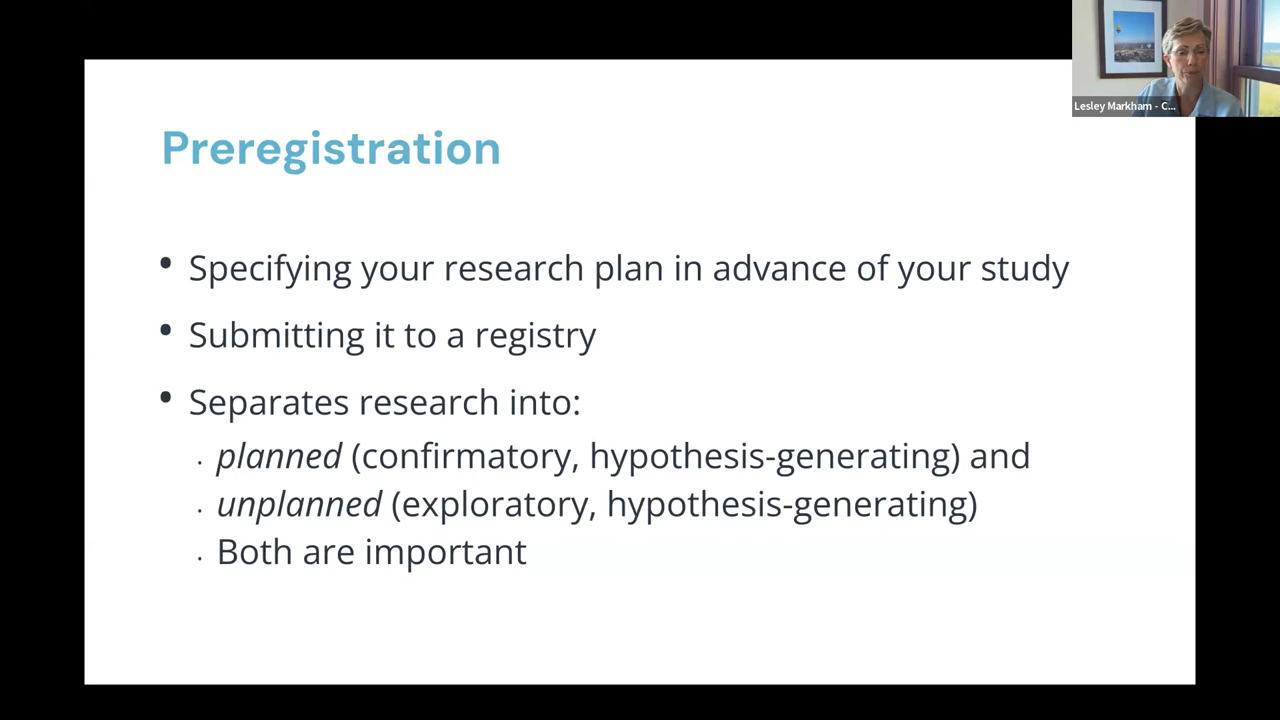 Preregistration
• Specifying your research plan in advance of your study
• Submitting it to a registry
• Separates research into:
· planned (confirmatory, hypothesis-generating) and
· unplanned (exploratory, hypothesis-generating)
· Both are important
Lesley Markham - C...